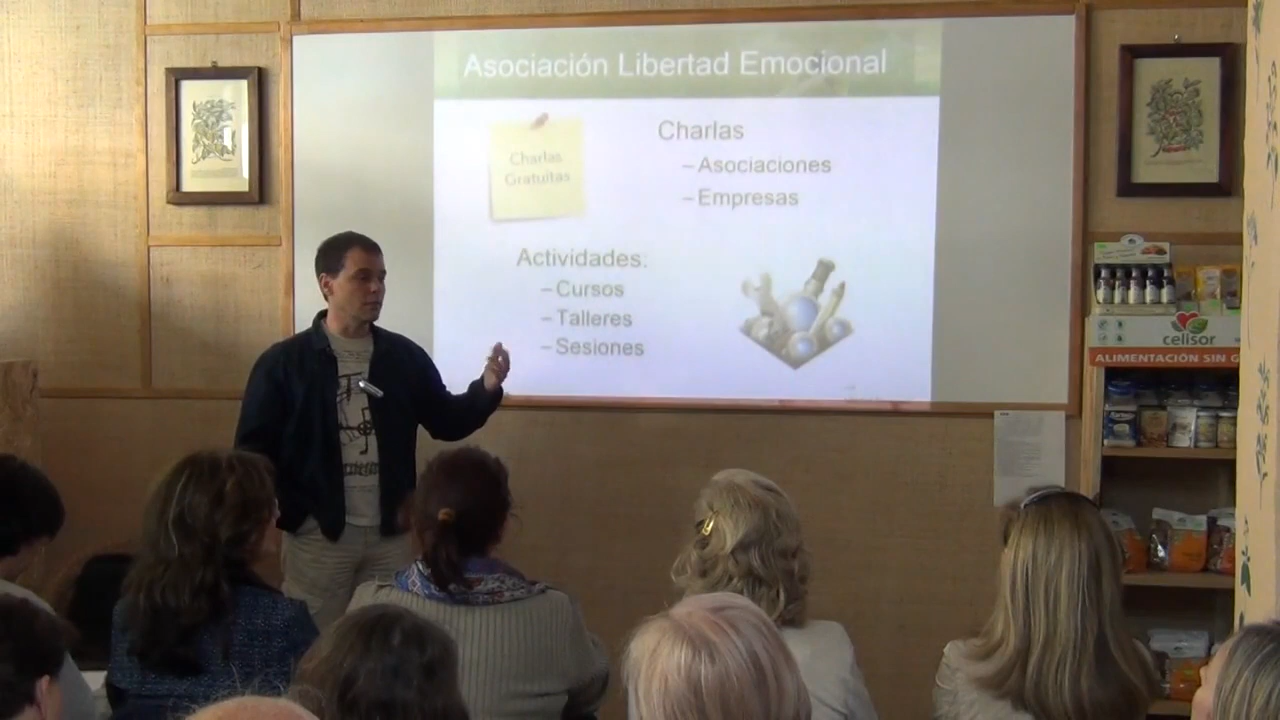 Asociación Libertad Emocional
Charlas
Gratuitas
Charlas
– Asociaciones
– Empresas
Actividades:
– Cursos
– Talleres
– Sesiones
celisor
ALIMENTACIÓN SIN G